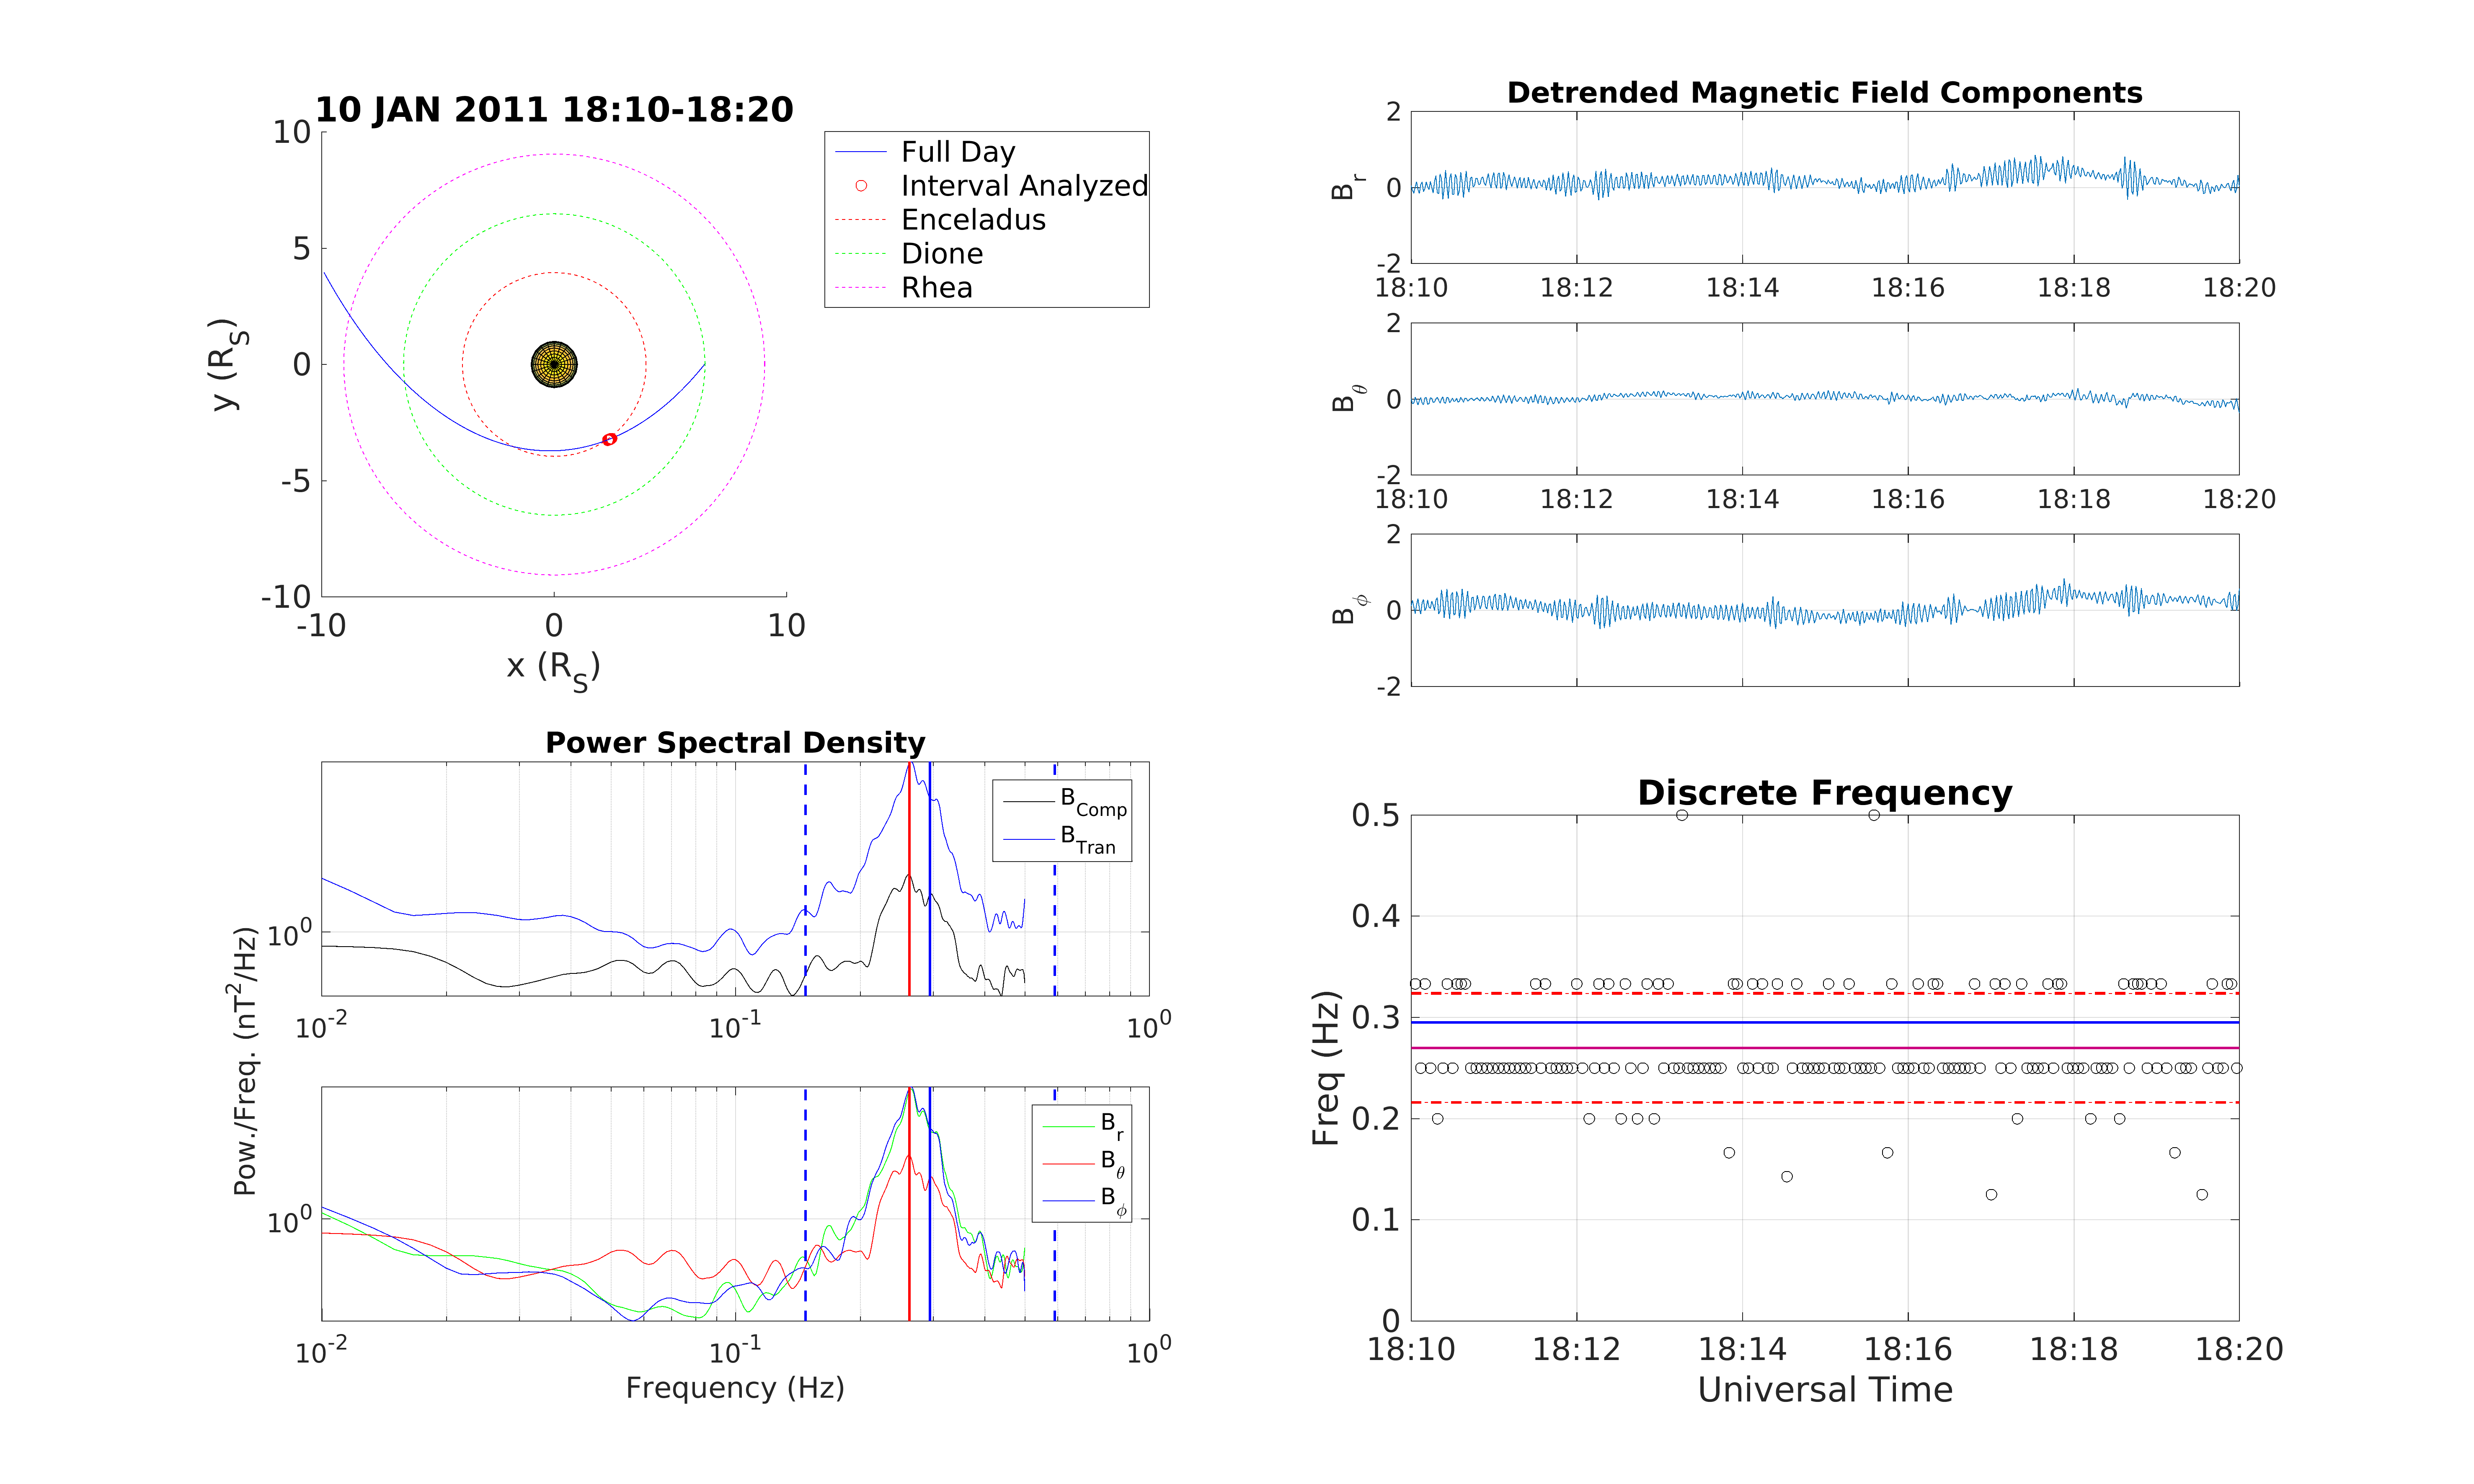 10 JAN 2011 18:10-18:20
10
5
0
-5
-10
-10 0 10
y (R_S)
x (R_S)
Full Day
Interval Analyzed
Enceladus
Dione
Rhea
Detrended Magnetic Field Components
B_r
2
0
-2
18:10 18:12 18:14 18:16 18:18 18:20
B_θ
2
0
-2
18:10 18:12 18:14 18:16 18:18 18:20
B_ϕ
2
0
-2
Power Spectral Density
B_Comp
B_Tran
10^0
10^-2 10^-1 10^0
Pow./Freq. (nT^2/Hz)
B_r
B_θ
B_ϕ
10^0
10^-2 10^-1 10^0
Frequency (Hz)
Discrete Frequency
0.5
0.4
0.3
0.2
0.1
0
Freq (Hz)
18:10 18:12 18:14 18:16 18:18 18:20
Universal Time